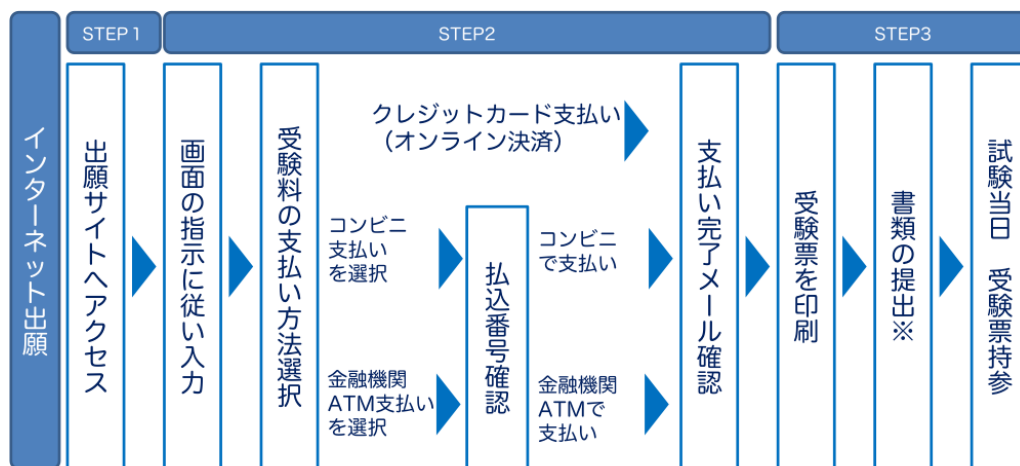 インターネット出願
STEP 1
STEP2
STEP3
出願サイトへアクセス
画面の指示に従い入力
受験料の支払い方法選択
クレジットカード支払い
（オンライン決済）
コンビニ
支払い
を選択
金融機関
ATM支払い
を選択
払込番号確認
コンビニ
で支払い
金融機関
ATMで
支払い
支払い完了メール確認
受験票を印刷
書類の提出※
試験当日　受験票持参